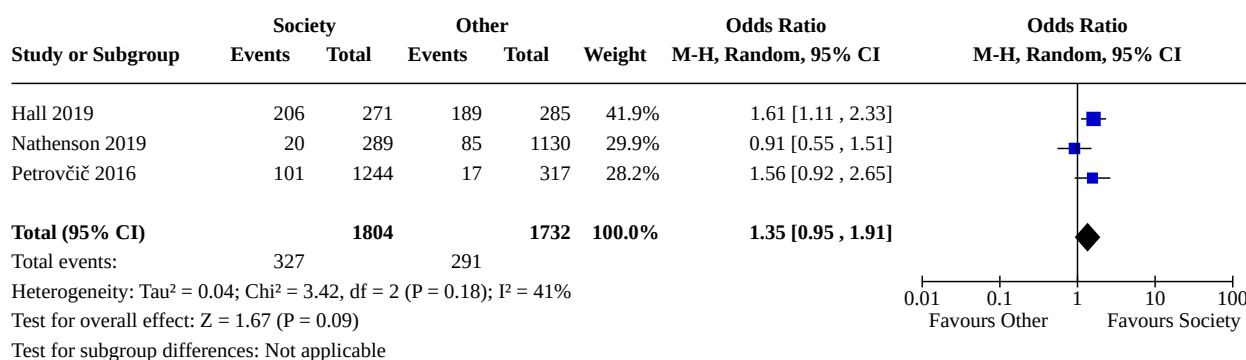 Society Other Odds Ratio Odds Ratio
Study or Subgroup Events Total Events Total Weight M-H, Random, 95% CI M-H, Random, 95% CI
Hall 2019 206 271 189 285 41.9% 1.61 [1.11 , 2.33]
Nathenson 2019 20 289 85 1130 29.9% 0.91 [0.55 , 1.51]
Petrovčič 2016 101 1244 17 317 28.2% 1.56 [0.92 , 2.65]
Total (95% CI) 1804 1732 100.0% 1.35 [0.95 , 1.91]
Total events: 327 291
Heterogeneity: Tau² = 0.04; Chi² = 3.42, df = 2 (P = 0.18); I² = 41%
0.01 0.1 1 10 100
Test for overall effect: Z = 1.67 (P = 0.09) Favours Other Favours Society
Test for subgroup differences: Not applicable